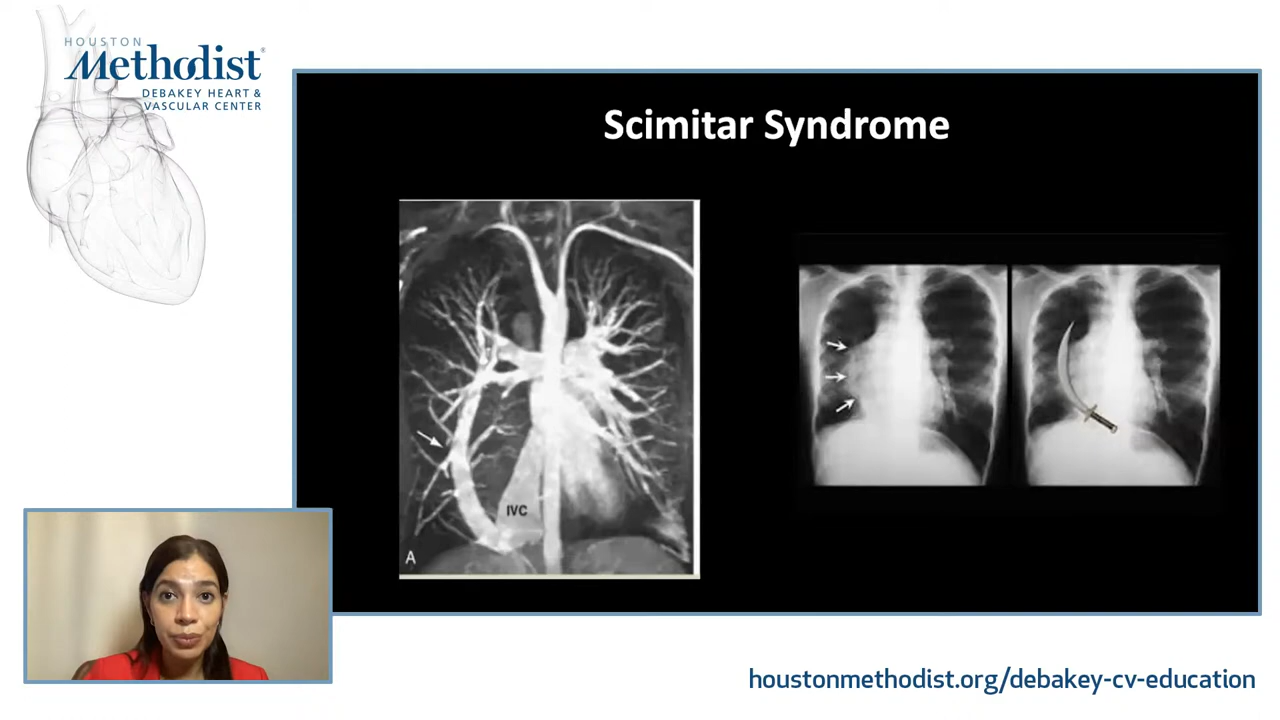 HOUSTON
Methodist®
DEBAKEY HEART &
VASCULAR CENTER
Scimitar Syndrome
IVC
A
houstonmethodist.org/debakey-cv-education